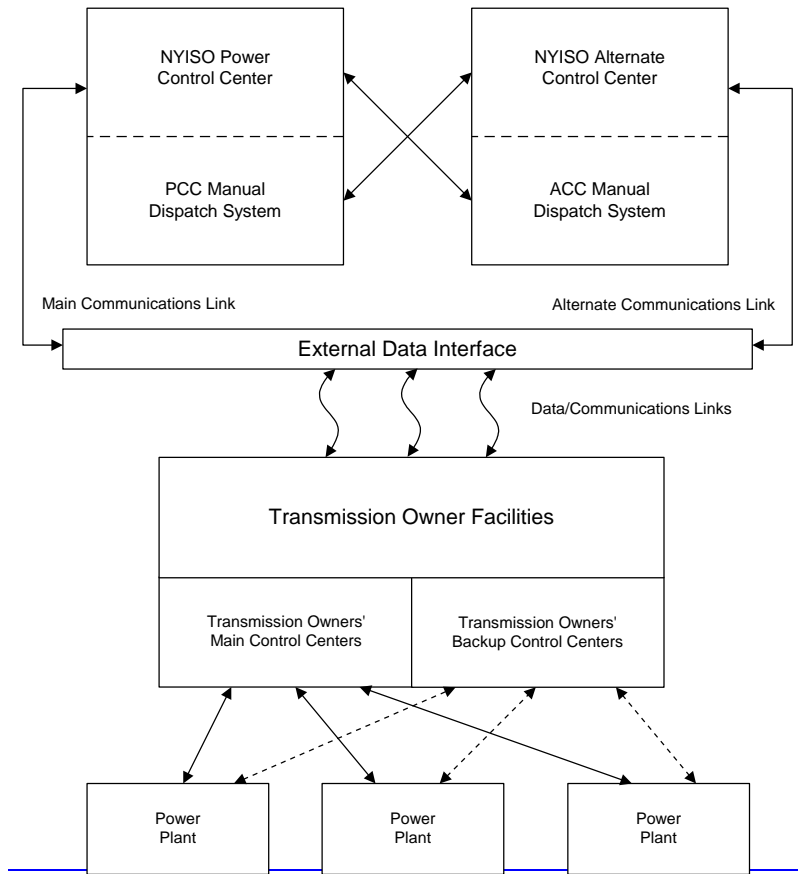 NYISO Power
Control Center
NYISO Alternate
Control Center
PCC Manual
Dispatch System
ACC Manual
Dispatch System
Main Communications Link
Alternate Communications Link
External Data Interface
Data/Communications Links
Transmission Owner Facilities
Transmission Owners'
Main Control Centers
Transmission Owners'
Backup Control Centers
Power
Plant
Power
Plant
Power
Plant